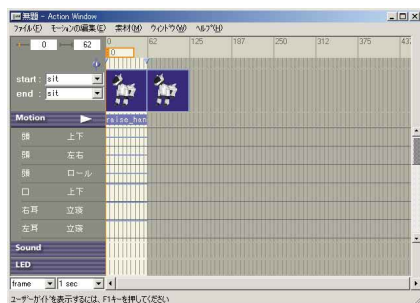 無題 - Action Window
ファイル(F) モーションの編集(E) 素材(M) ウィンドウ(W) ヘルプ(H)
0 62
0 62 125 187 250 312 375 43
0
start : sit
end : sit
Motion
raise_han
頭 上下
頭 左右
頭 ロール
口 上下
右耳 立寝
左耳 立寝
Sound
LED
frame 1 sec
ユーザーガイドを表示するには、F1キーを押してください